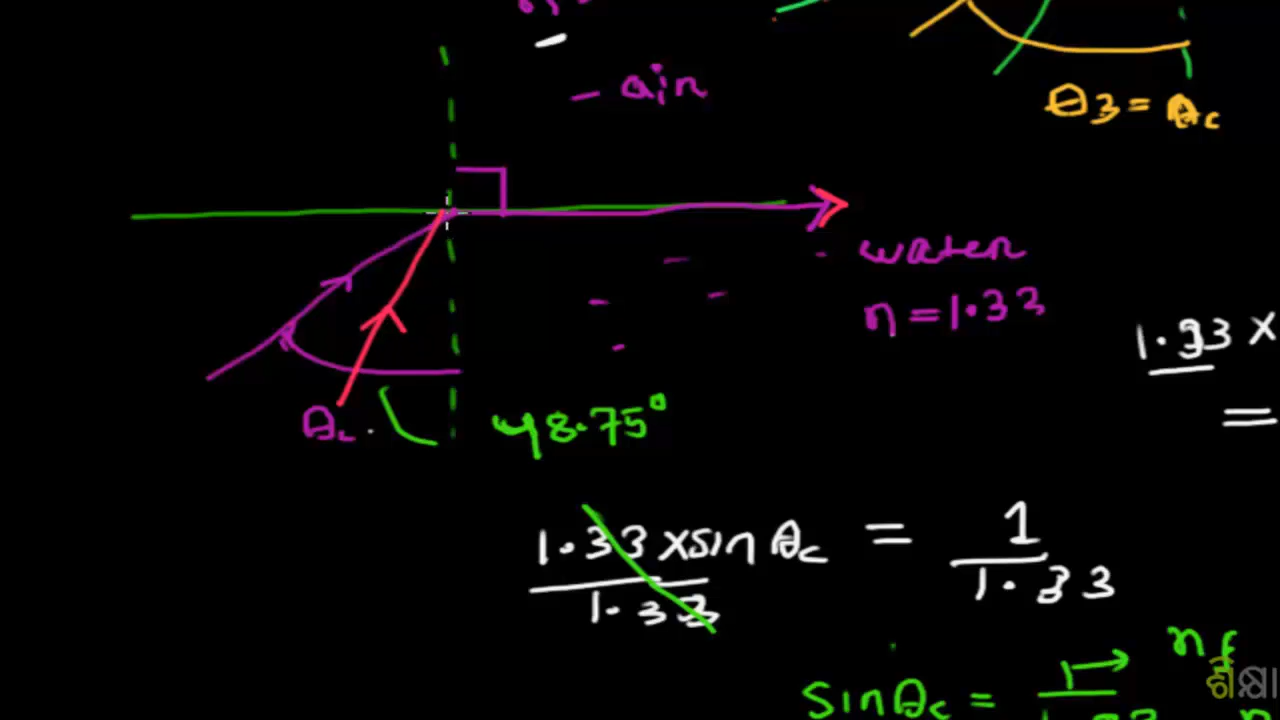 - air
θ3 = θc
water
n = 1.33
1.33 x
=
θc
48.75°
1.33 x sin θc = 1
1.33 1.33
nf
sin θc = 1
ଶିକ୍ଷା